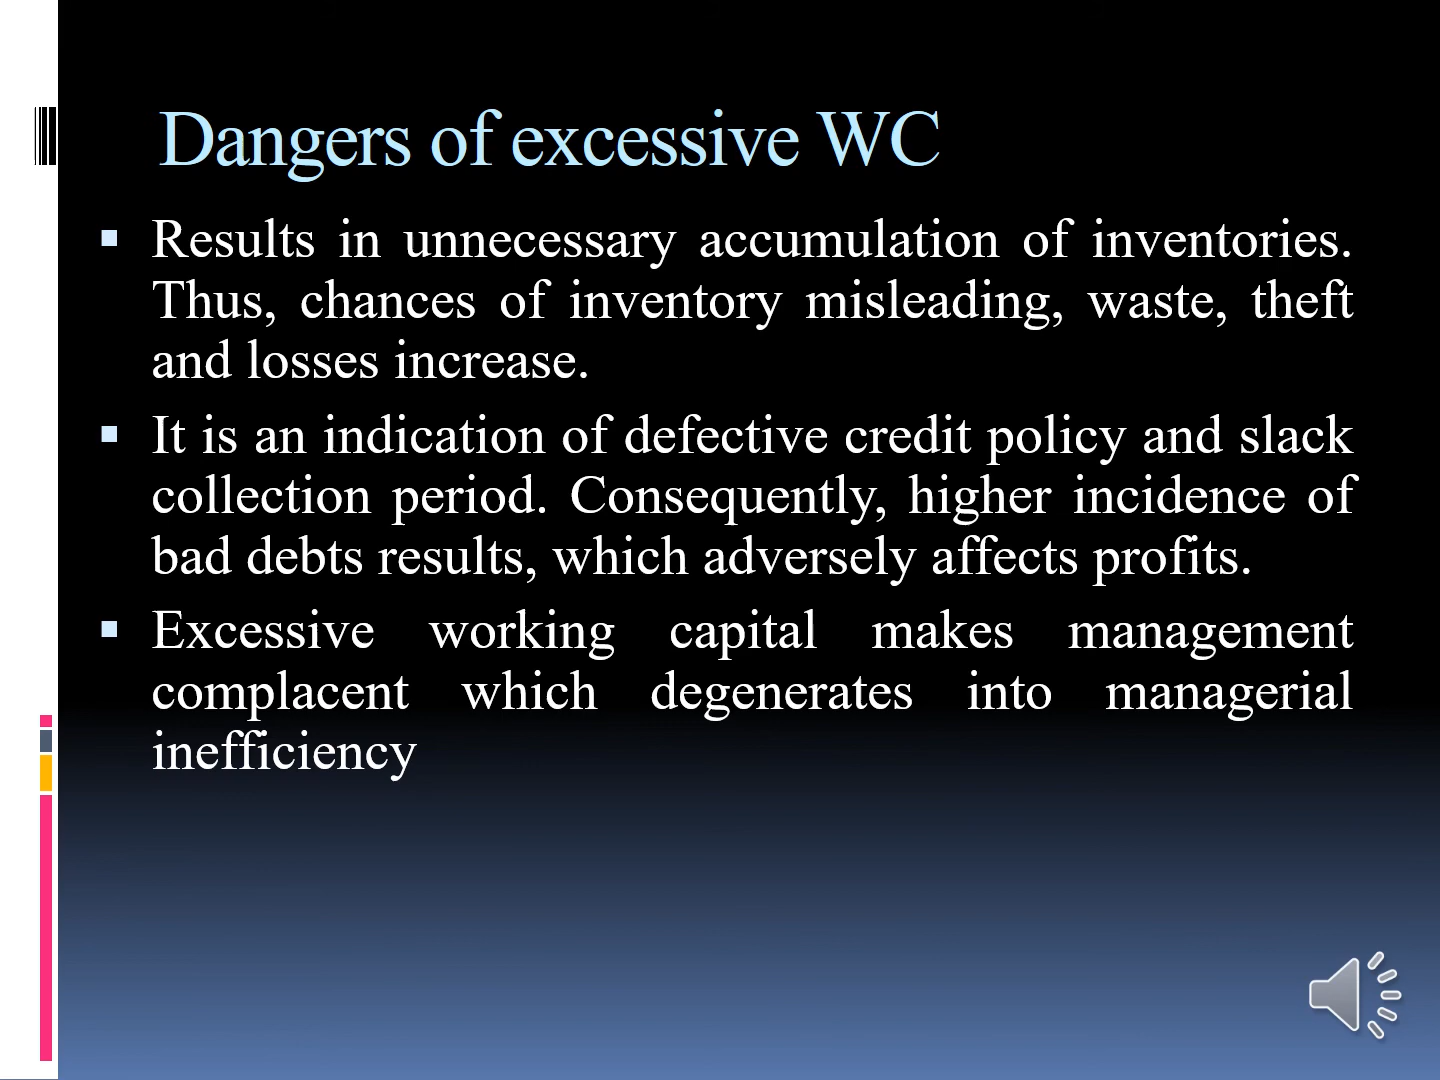 Dangers of excessive WC
Results in unnecessary accumulation of inventories.
Thus, chances of inventory misleading, waste, theft
and losses increase.
It is an indication of defective credit policy and slack
collection period. Consequently, higher incidence of
bad debts results, which adversely affects profits.
Excessive working capital makes management
complacent which degenerates into managerial
inefficiency